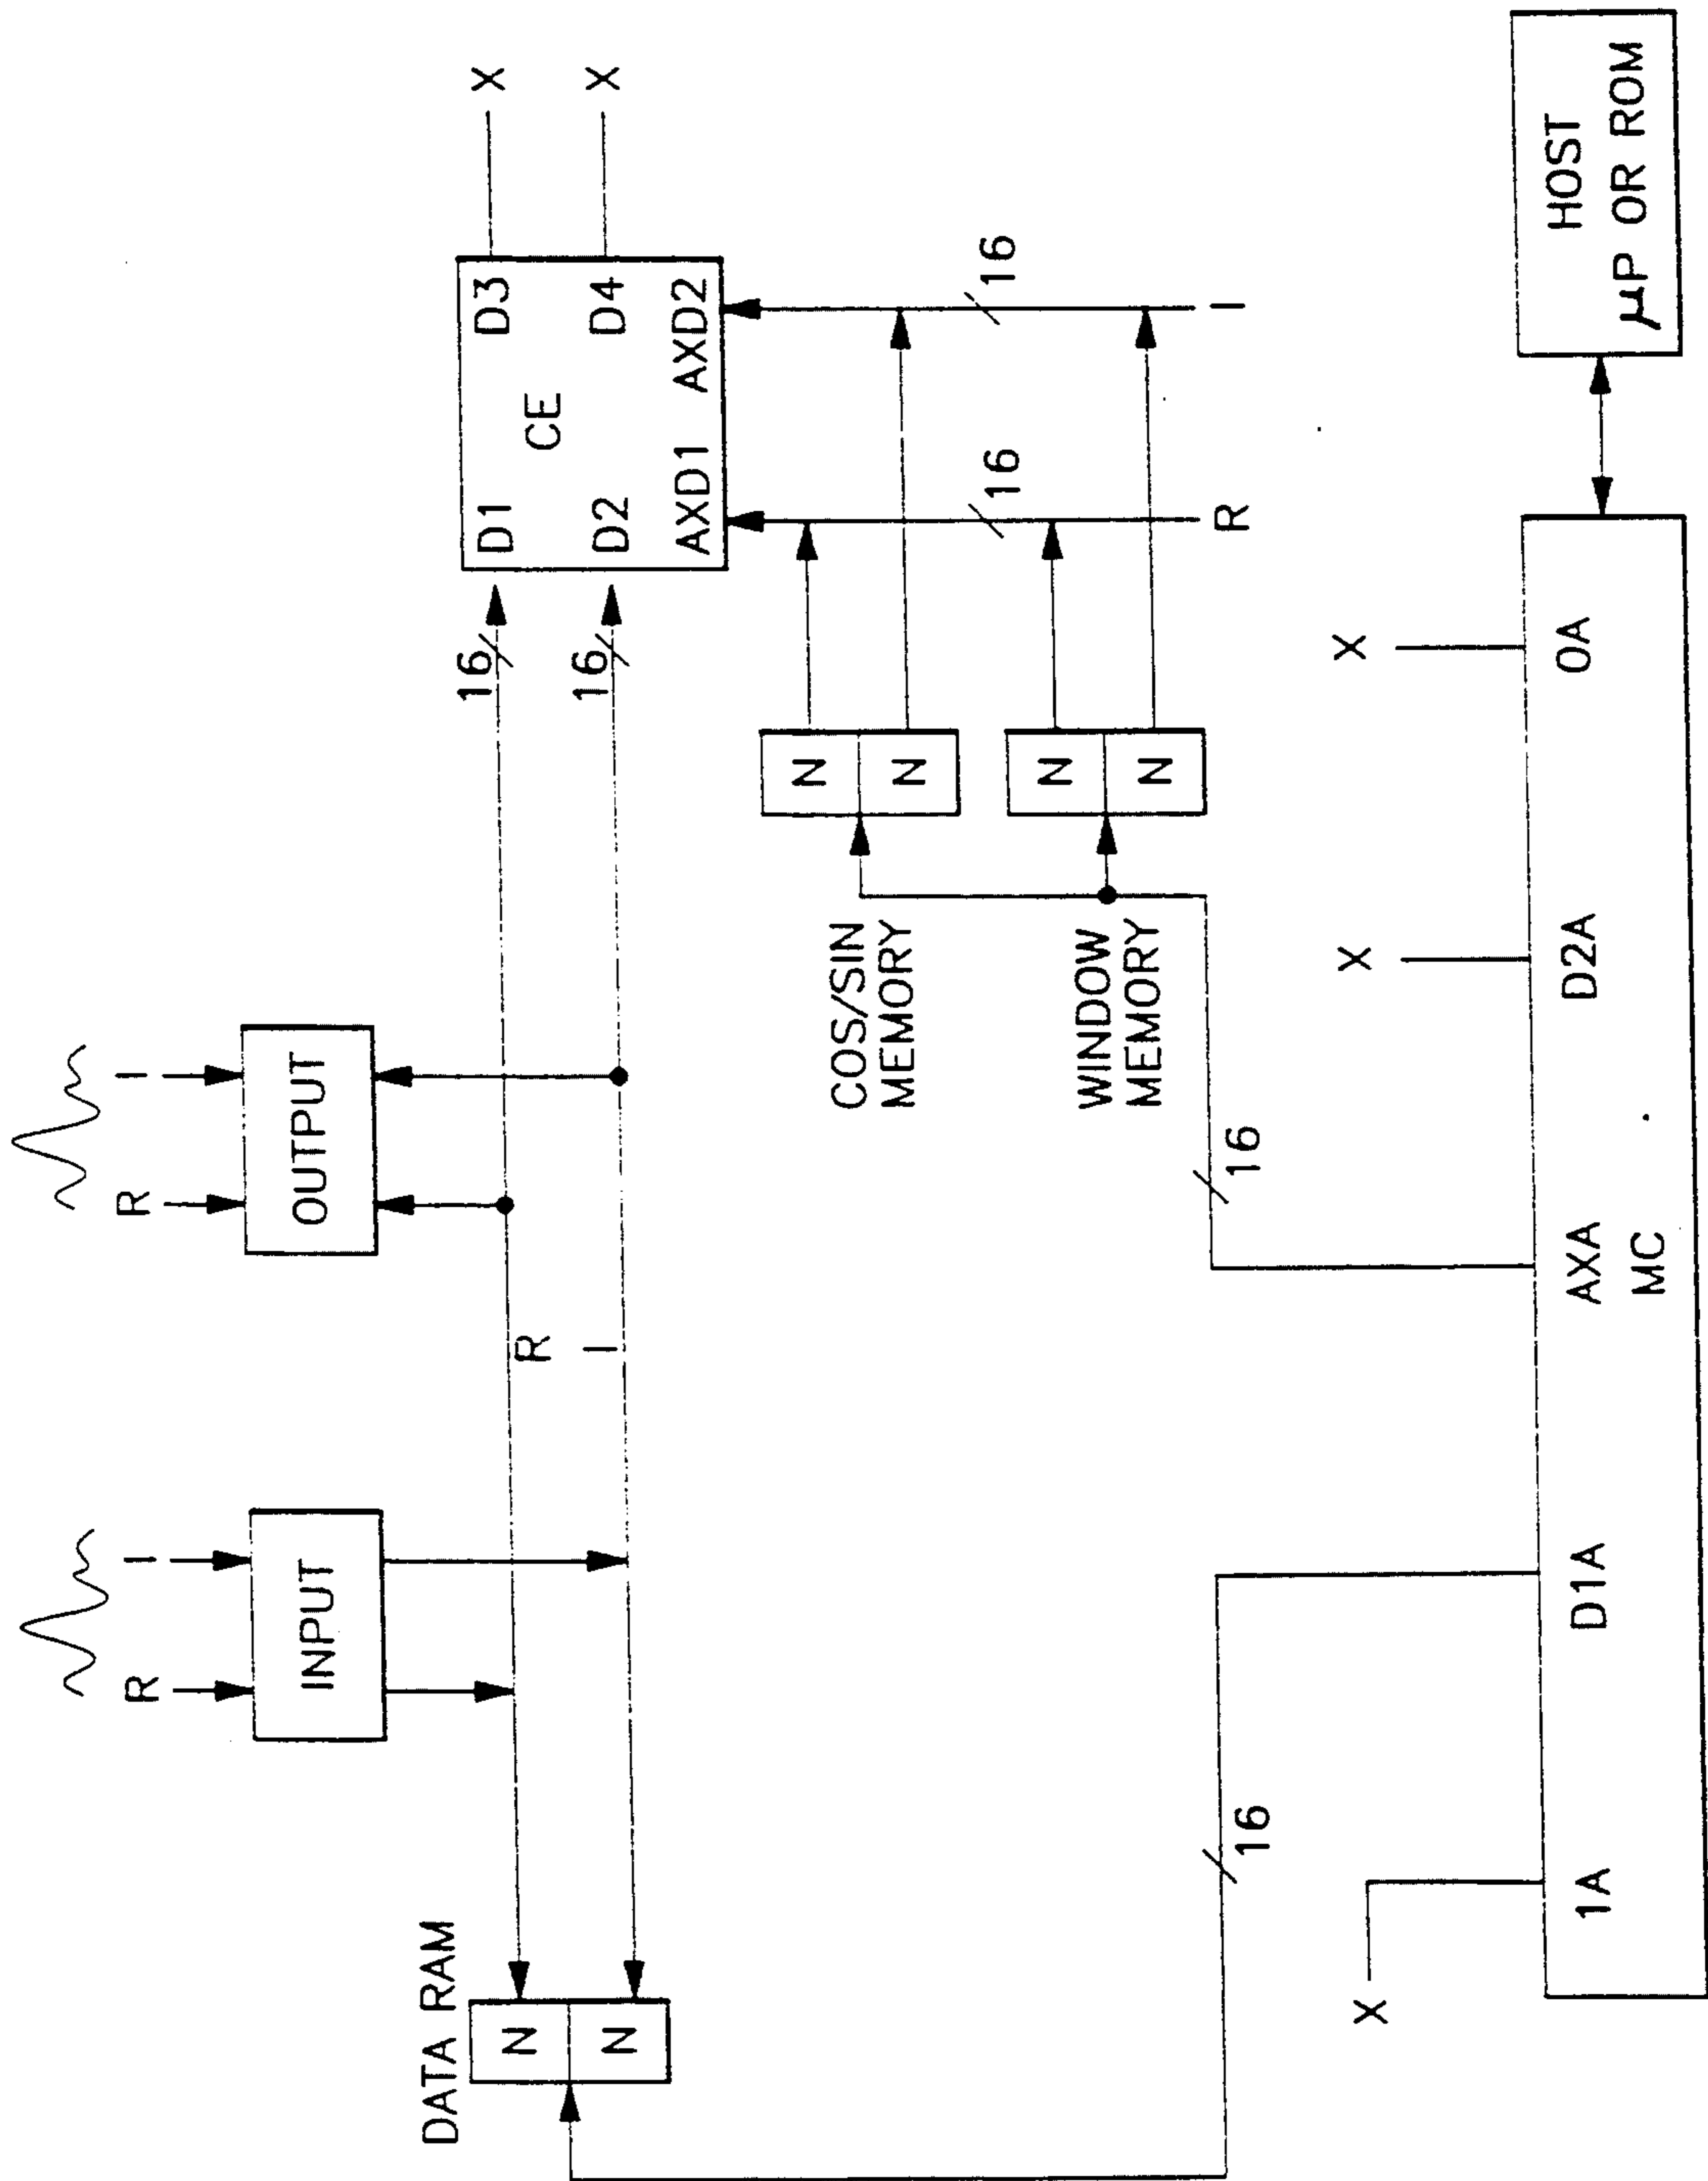 R
I
R
I
INPUT
OUTPUT
DATA RAM
16
D1
D3
X
N
R
CE
I
16
D2
D4
X
N
AXD1
AXD2
COS/SIN
MEMORY
N
N
16
16
WINDOW
MEMORY
N
N
R
I
16
16
X
X
X
1A
D1A
AXA
D2A
0A
MC
HOST
μP OR ROM